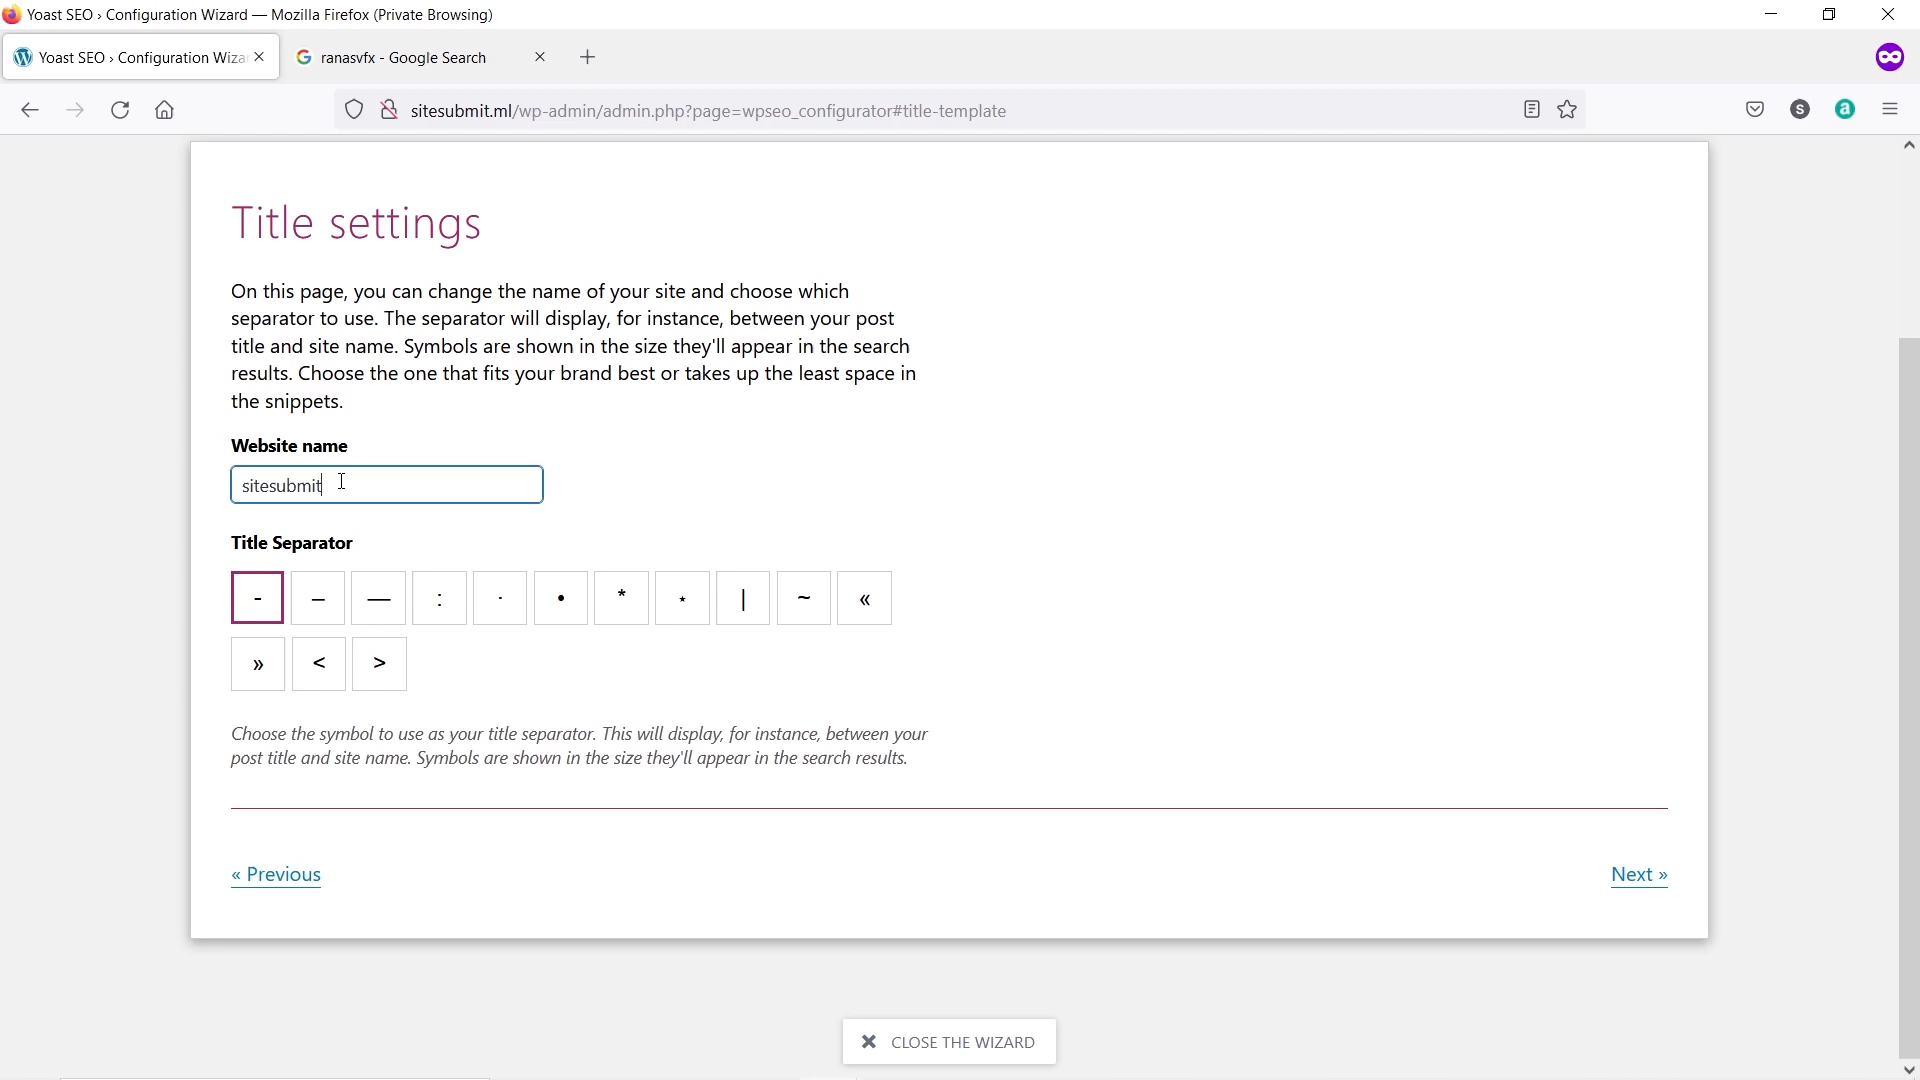 Yoast SEO › Configuration Wizard — Mozilla Firefox (Private Browsing)
Yoast SEO › Configuration Wizar
ranasvfx - Google Search
sitesubmit.ml/wp-admin/admin.php?page=wpseo_configurator#title-template
Title settings
On this page, you can change the name of your site and choose which
separator to use. The separator will display, for instance, between your post
title and site name. Symbols are shown in the size they'll appear in the search
results. Choose the one that fits your brand best or takes up the least space in
the snippets.
Website name
sitesubmit
Title Separator
- – — : · • * ⋆ | ~ «
» < >
Choose the symbol to use as your title separator. This will display, for instance, between your
post title and site name. Symbols are shown in the size they'll appear in the search results.
« Previous
Next »
CLOSE THE WIZARD